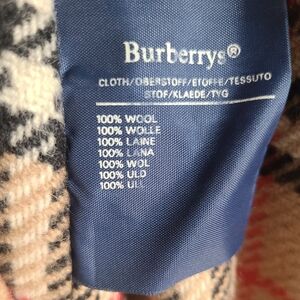 Burberrys®
CLOTH/OBERSTOFF/ETOFFE/TESSUTO
STOF/KLAEDE/TYG
100% WOOL
100% WOLLE
100% LAINE
100% LANA
100% WOL
100% ULD
100% ULL